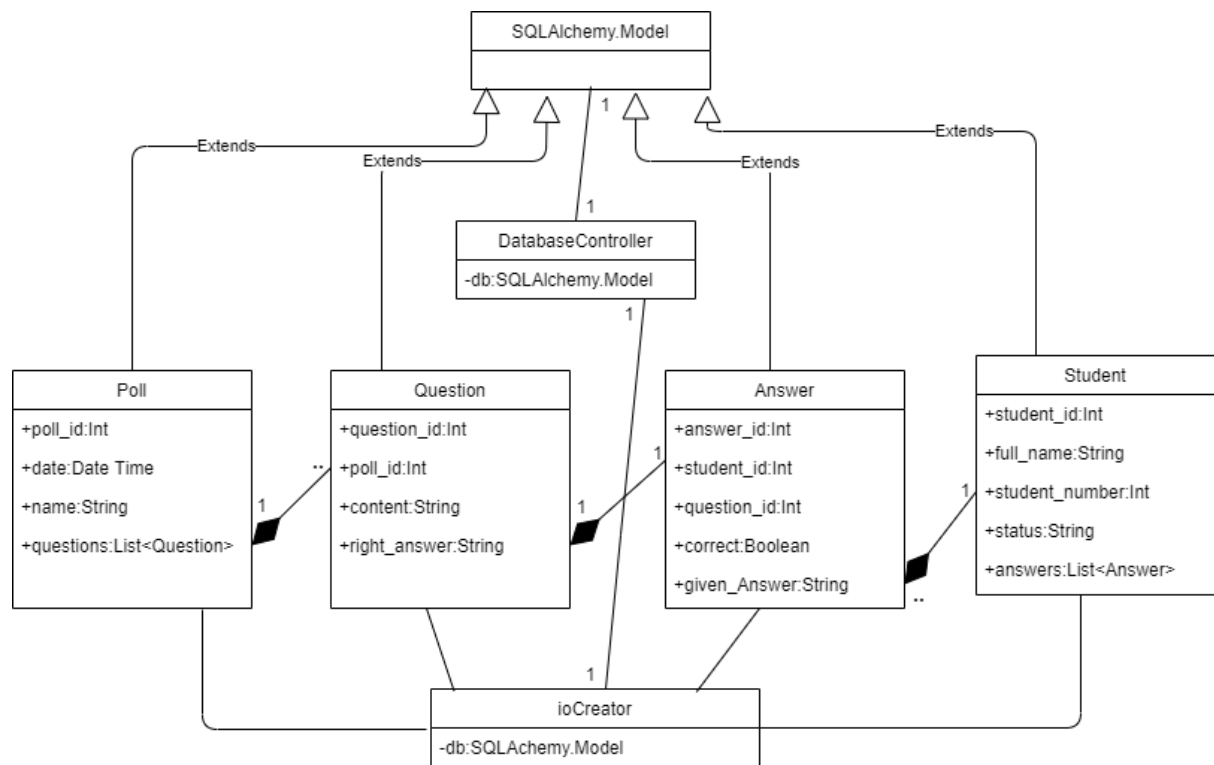 SQLAlchemy.Model
1
Extends
Extends
Extends
Extends
1
DatabaseController
-db:SQLAlchemy.Model
1
Poll
+poll_id:Int
+date:Date Time
+name:String
+questions:List<Question>
1
..
Question
+question_id:Int
+poll_id:Int
+content:String
+right_answer:String
1
1
Answer
+answer_id:Int
+student_id:Int
+question_id:Int
+correct:Boolean
+given_Answer:String
..
1
Student
+student_id:Int
+full_name:String
+student_number:Int
+status:String
+answers:List<Answer>
1
ioCreator
-db:SQLAchemy.Model